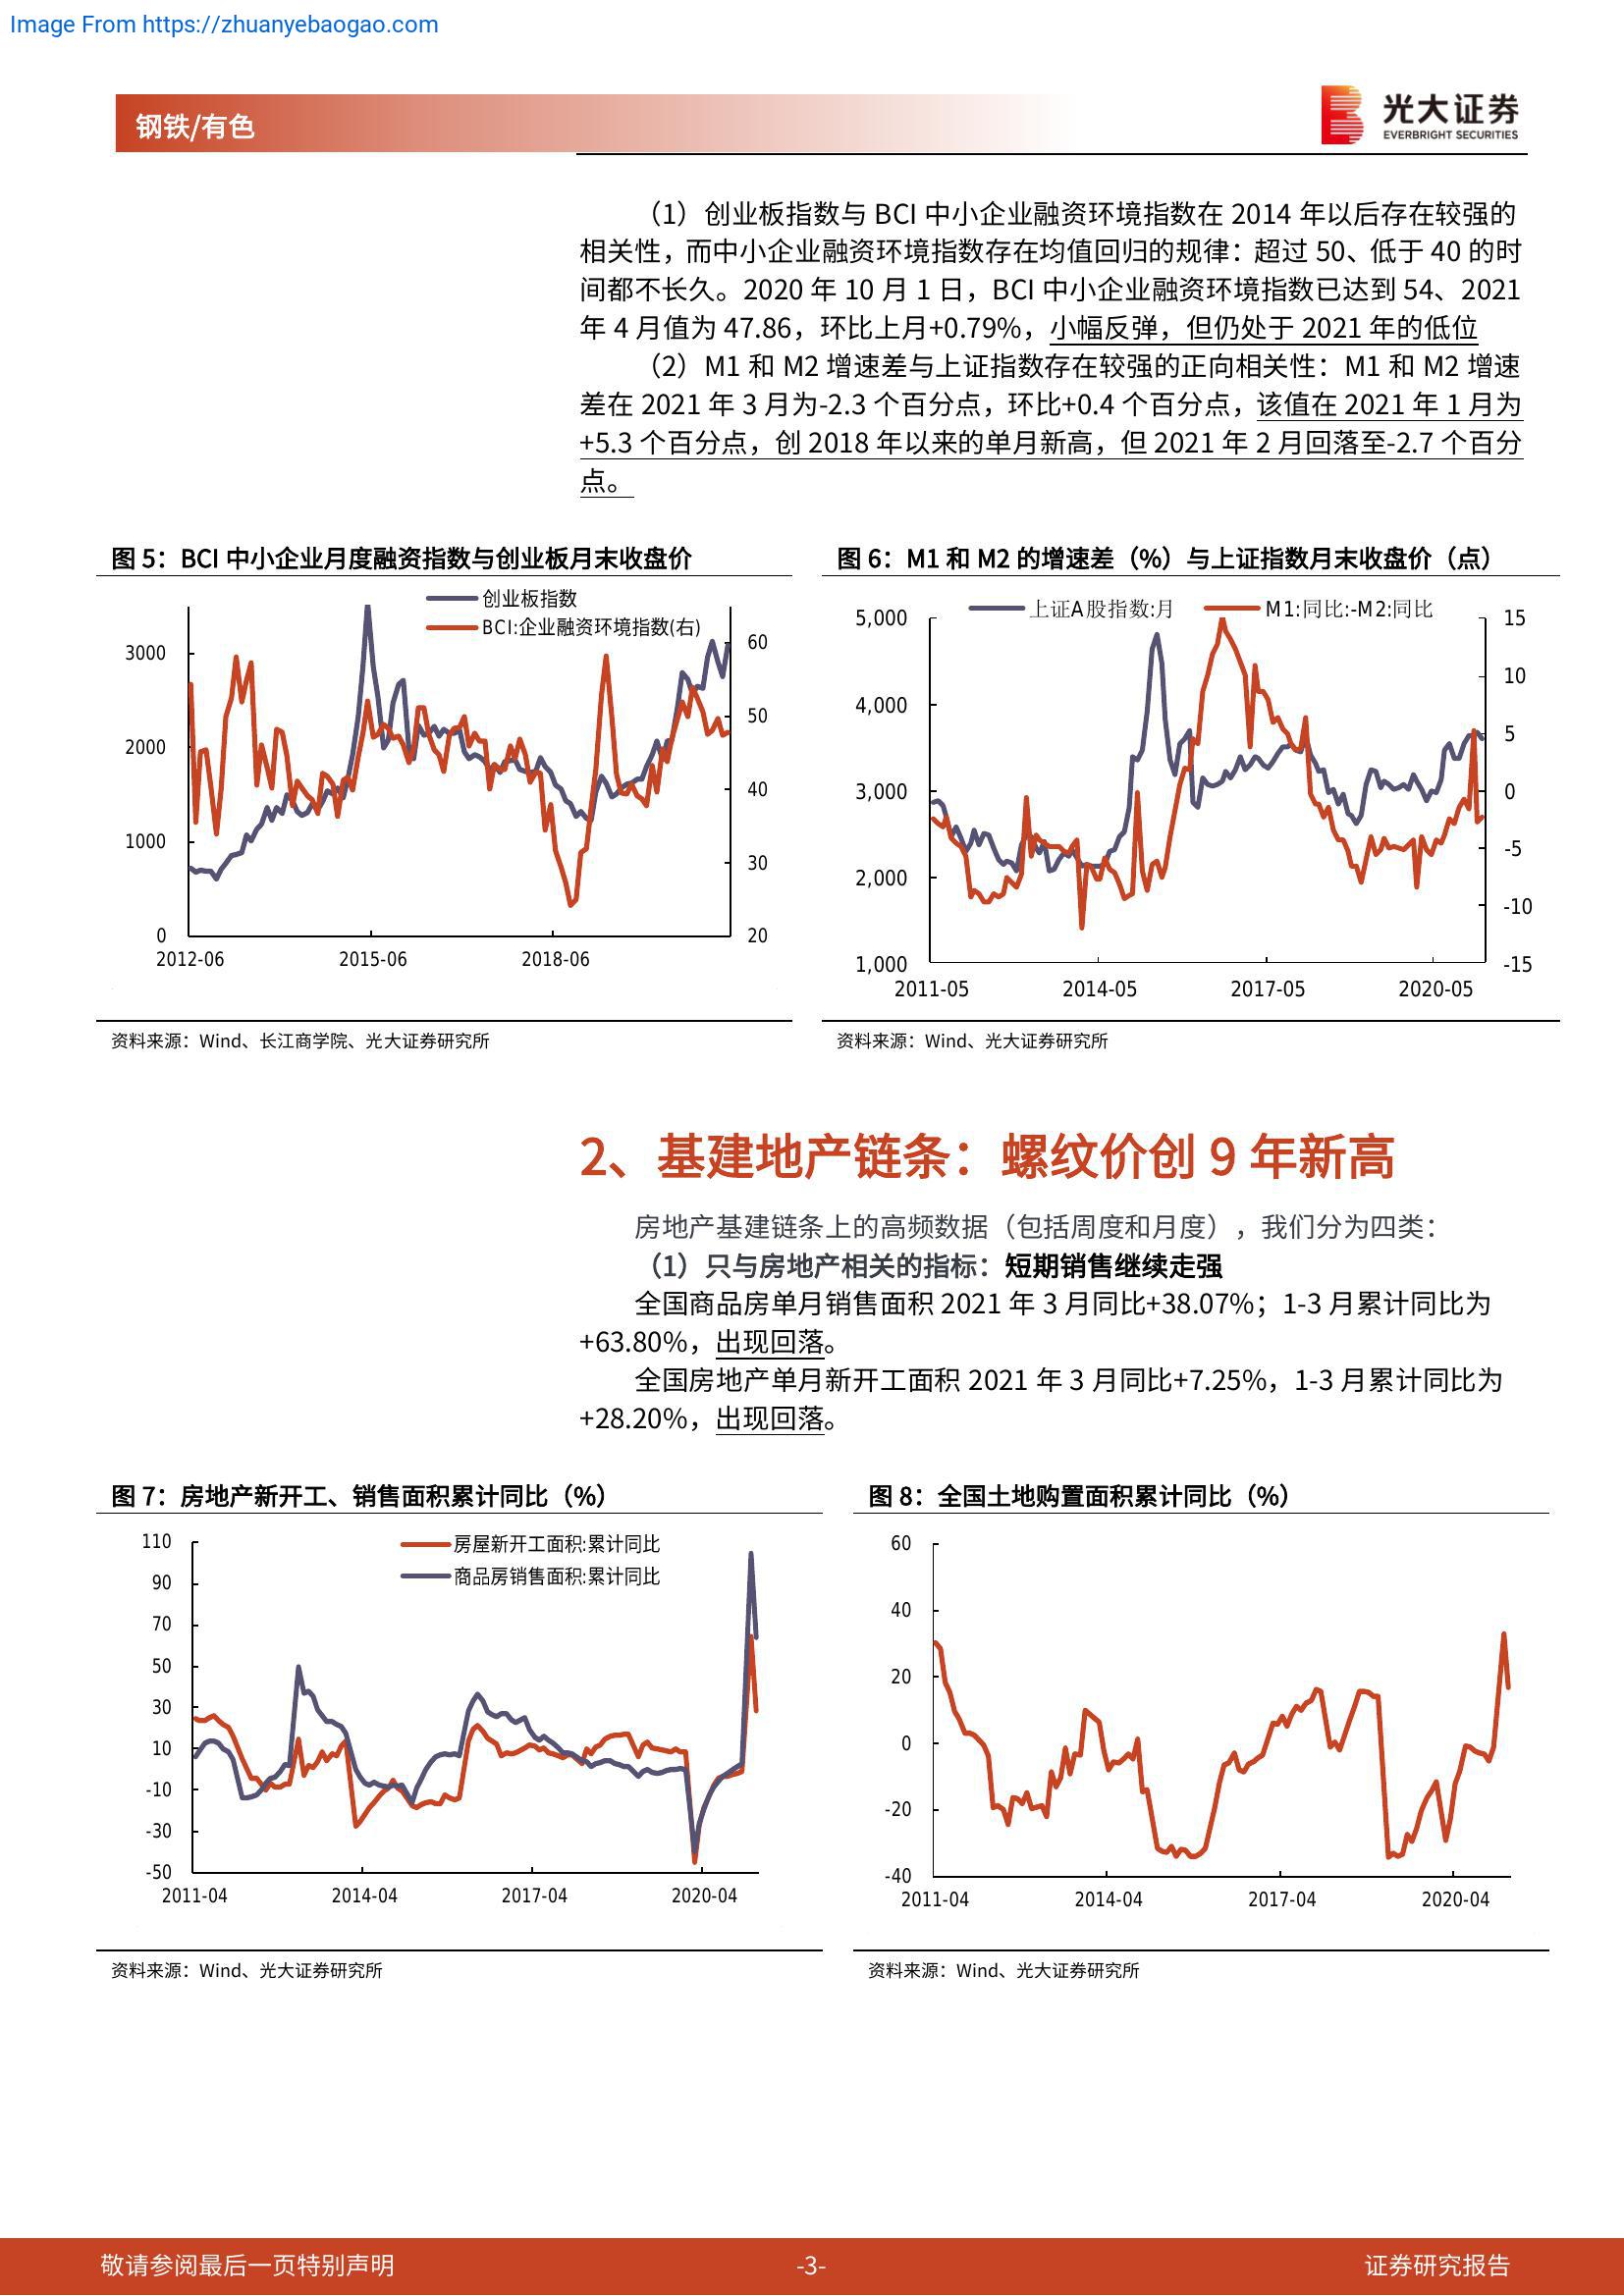 Image From https://zhuanyebaogao.com
钢铁/有色
光大证券
EVERBRIGHT SECURITIES
（1）创业板指数与 BCI 中小企业融资环境指数在 2014 年以后存在较强的
相关性，而中小企业融资环境指数存在均值回归的规律：超过 50、低于 40 的时
间都不长久。2020 年 10 月 1 日，BCI 中小企业融资环境指数已达到 54、2021
年 4 月值为 47.86，环比上月+0.79%，小幅反弹，但仍处于 2021 年的低位
（2）M1 和 M2 增速差与上证指数存在较强的正向相关性：M1 和 M2 增速
差在 2021 年 3 月为-2.3 个百分点，环比+0.4 个百分点，该值在 2021 年 1 月为
+5.3 个百分点，创 2018 年以来的单月新高，但 2021 年 2 月回落至-2.7 个百分
点。
图 5：BCI 中小企业月度融资指数与创业板月末收盘价
创业板指数
BCI:企业融资环境指数(右)
3000
2000
1000
0
60
50
40
30
20
2012-06 2015-06 2018-06
资料来源：Wind、长江商学院、光大证券研究所
图 6：M1 和 M2 的增速差（%）与上证指数月末收盘价（点）
上证A股指数:月 M1:同比:-M2:同比
5,000
4,000
3,000
2,000
1,000
15
10
5
0
-5
-10
-15
2011-05 2014-05 2017-05 2020-05
资料来源：Wind、光大证券研究所
2、基建地产链条：螺纹价创 9 年新高
房地产基建链条上的高频数据（包括周度和月度），我们分为四类：
（1）只与房地产相关的指标：短期销售继续走强
全国商品房单月销售面积 2021 年 3 月同比+38.07%；1-3 月累计同比为
+63.80%，出现回落。
全国房地产单月新开工面积 2021 年 3 月同比+7.25%，1-3 月累计同比为
+28.20%，出现回落。
图 7：房地产新开工、销售面积累计同比（%）
房屋新开工面积:累计同比
商品房销售面积:累计同比
110
90
70
50
30
10
-10
-30
-50
2011-04 2014-04 2017-04 2020-04
资料来源：Wind、光大证券研究所
图 8：全国土地购置面积累计同比（%）
60
40
20
0
-20
-40
2011-04 2014-04 2017-04 2020-04
资料来源：Wind、光大证券研究所
敬请参阅最后一页特别声明
-3-
证券研究报告